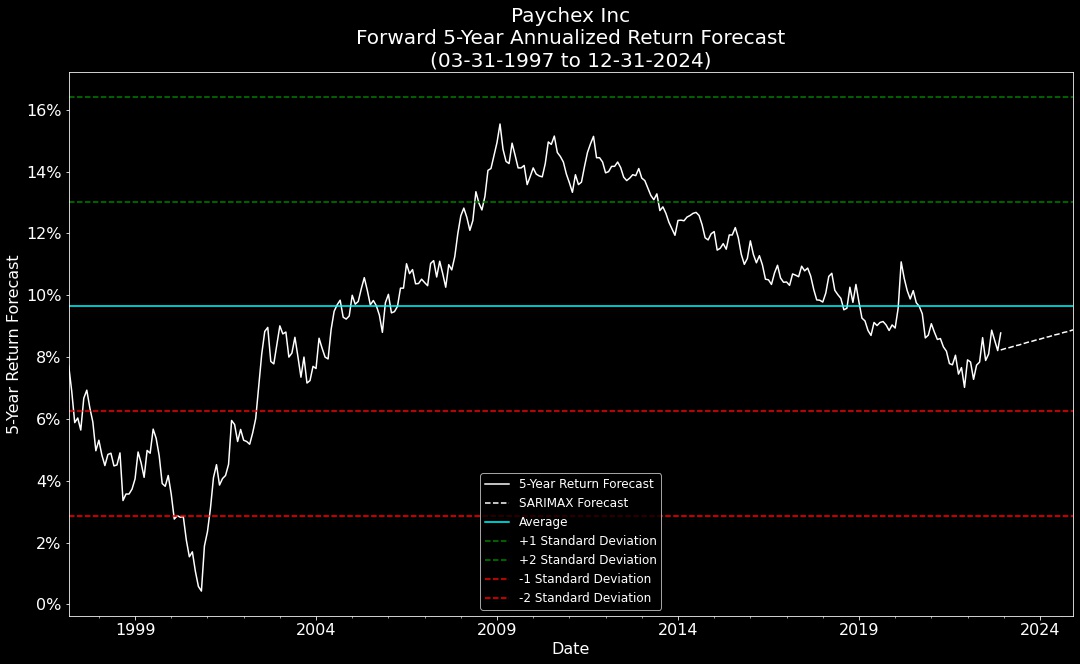 Paychex Inc
Forward 5-Year Annualized Return Forecast
(03-31-1997 to 12-31-2024)
5-Year Return Forecast
16%
14%
12%
10%
8%
6%
4%
2%
0%
5-Year Return Forecast
SARIMAX Forecast
Average
+1 Standard Deviation
+2 Standard Deviation
-1 Standard Deviation
-2 Standard Deviation
1999
2004
2009
2014
2019
2024
Date